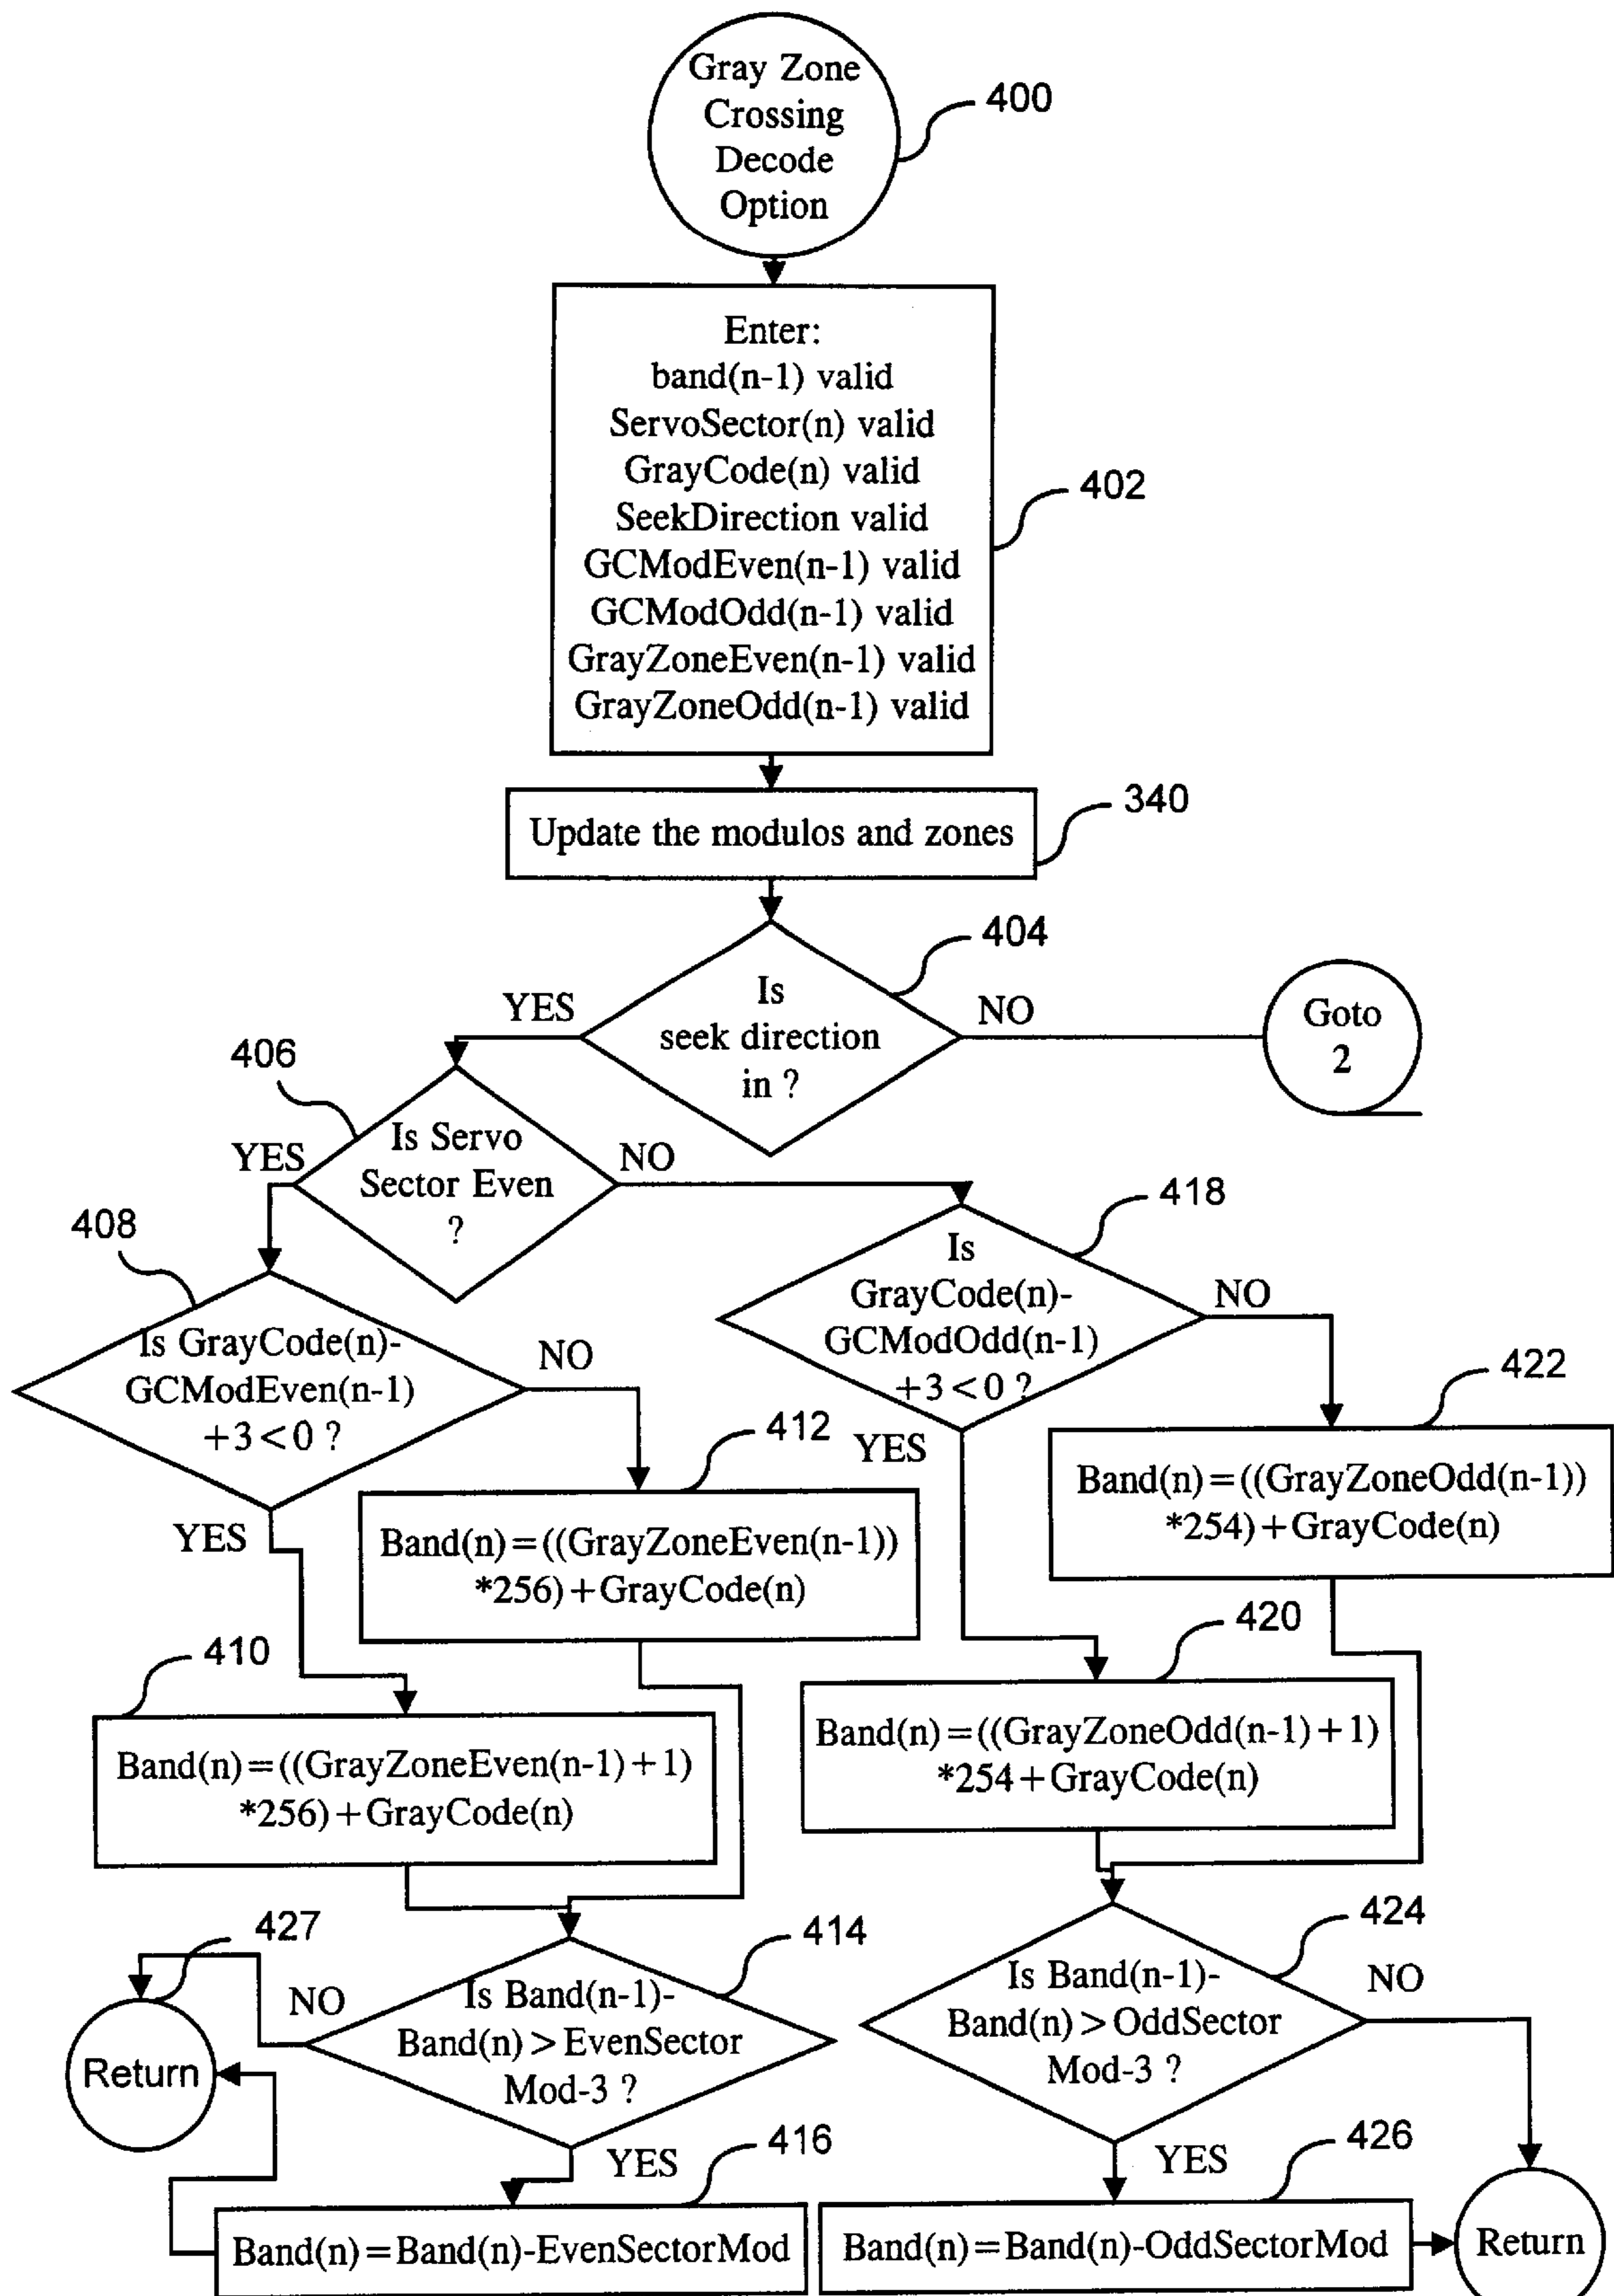 Gray Zone
Crossing
Decode
Option
400
Enter:
band(n-1) valid
ServoSector(n) valid
GrayCode(n) valid
SeekDirection valid
GCModEven(n-1) valid
GCModOdd(n-1) valid
GrayZoneEven(n-1) valid
GrayZoneOdd(n-1) valid
402
Update the modulos and zones
340
404
Is
seek direction
in ?
YES
NO
Goto
2
406
Is Servo
Sector Even
?
YES
NO
408
Is GrayCode(n)-
GCModEven(n-1)
+3<0 ?
NO
YES
418
Is
GrayCode(n)-
GCModOdd(n-1)
+3<0 ?
NO
YES
412
Band(n)=((GrayZoneEven(n-1))
*256)+GrayCode(n)
422
Band(n)=((GrayZoneOdd(n-1))
*254)+GrayCode(n)
410
Band(n)=((GrayZoneEven(n-1)+1)
*256)+GrayCode(n)
420
Band(n)=((GrayZoneOdd(n-1)+1)
*254+GrayCode(n)
427
Return
414
Is Band(n-1)-
Band(n)>EvenSector
Mod-3 ?
NO
YES
424
Is Band(n-1)-
Band(n)>OddSector
Mod-3 ?
NO
YES
416
Band(n)=Band(n)-EvenSectorMod
426
Band(n)=Band(n)-OddSectorMod
Return